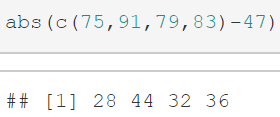 abs(c(75,91,79,83)-47)
## [1] 28 44 32 36